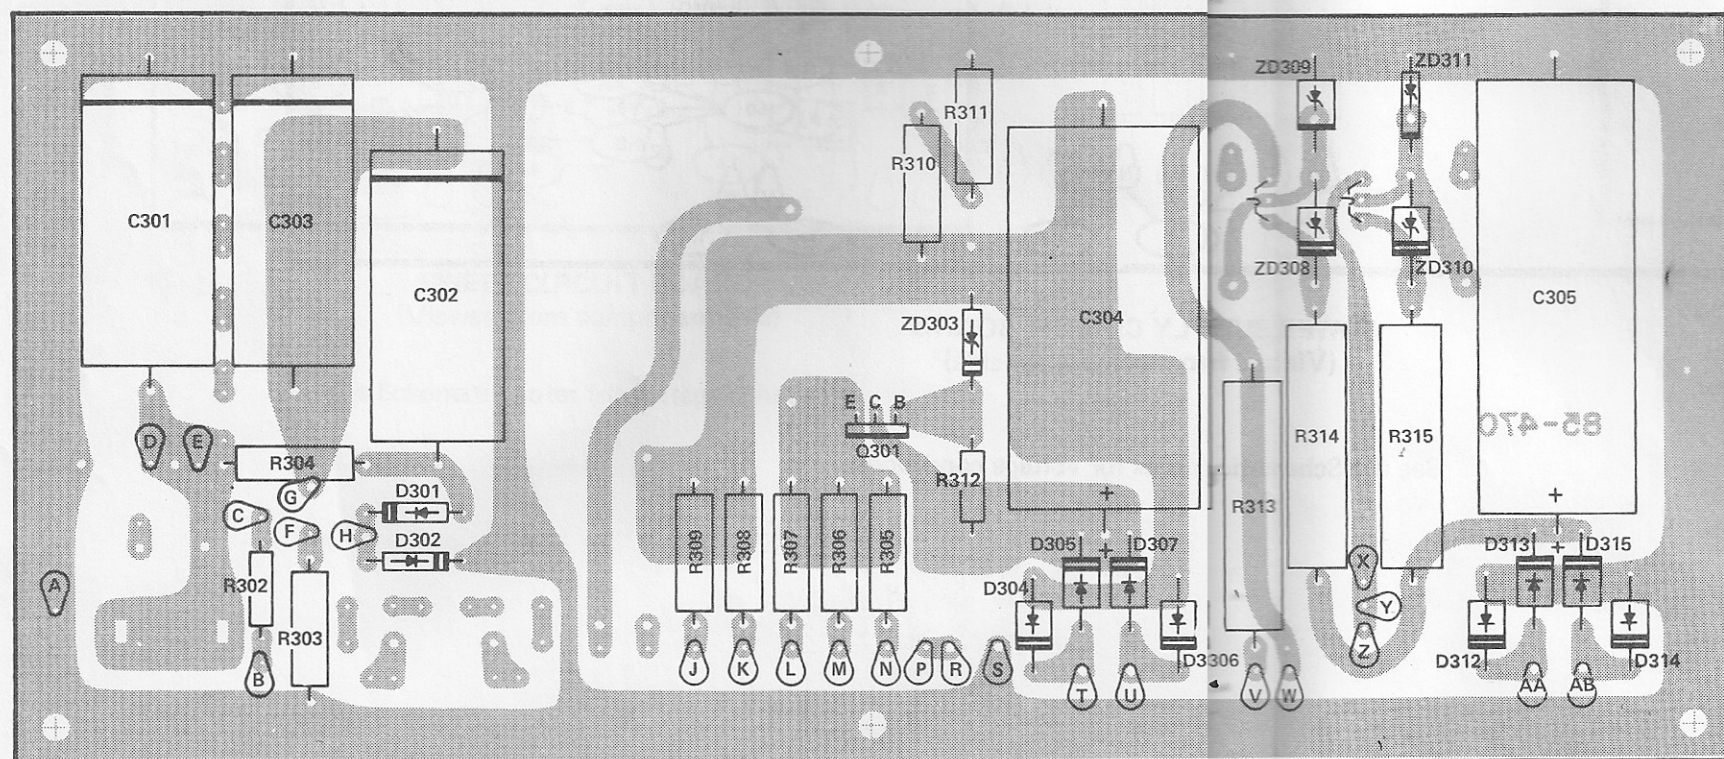 ZD309
ZD311
R311
R310
C301
C303
C302
ZD308
ZD310
C305
ZD303
C304
E C B
Q301
R312
85-470
R314
R315
R313
D
E
R304
G
C
F
H
D301
D302
A
R302
R303
B
R309
R308
R307
R306
R305
D305
D307
D304
D3306
D313
D315
D312
D314
J
K
L
M
N
P
R
S
T
U
V
W
X
Y
Z
AA
AB
+
+
+
+